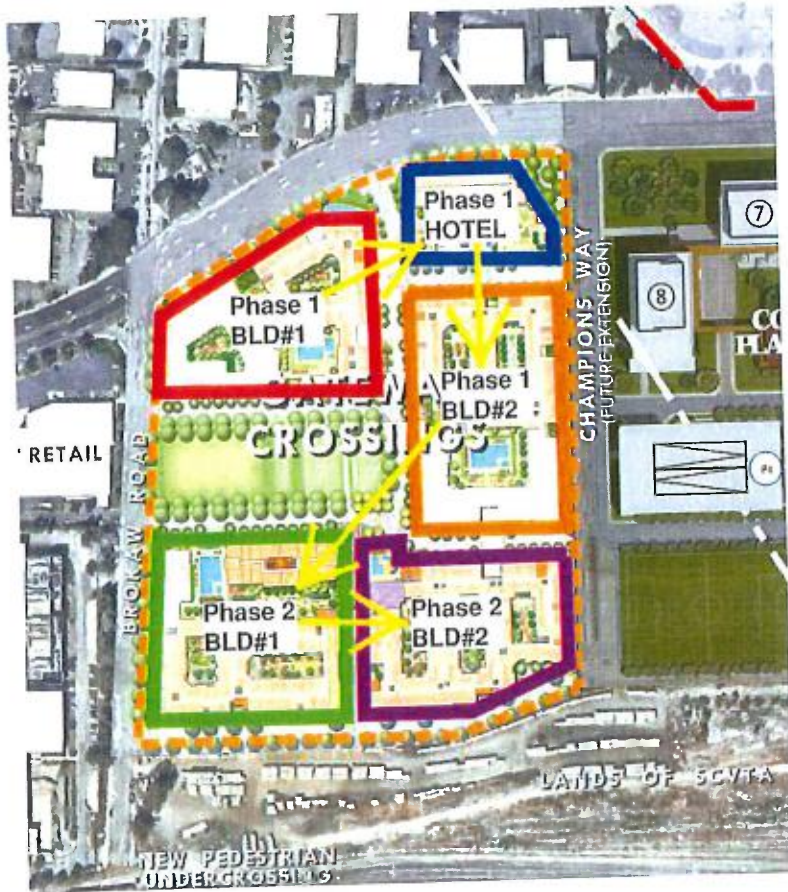 Phase 1
HOTEL
7
CHAMPIONS WAY
(FUTURE EXTENSION)
8
Phase 1
BLD#1
Phase 1
BLD#2
CROSSINGS
RETAIL
BROKAW ROAD
Phase 2
BLD#1
Phase 2
BLD#2
LANDS OF SCVTA
NEW PEDESTRIAN
UNDERCROSSING